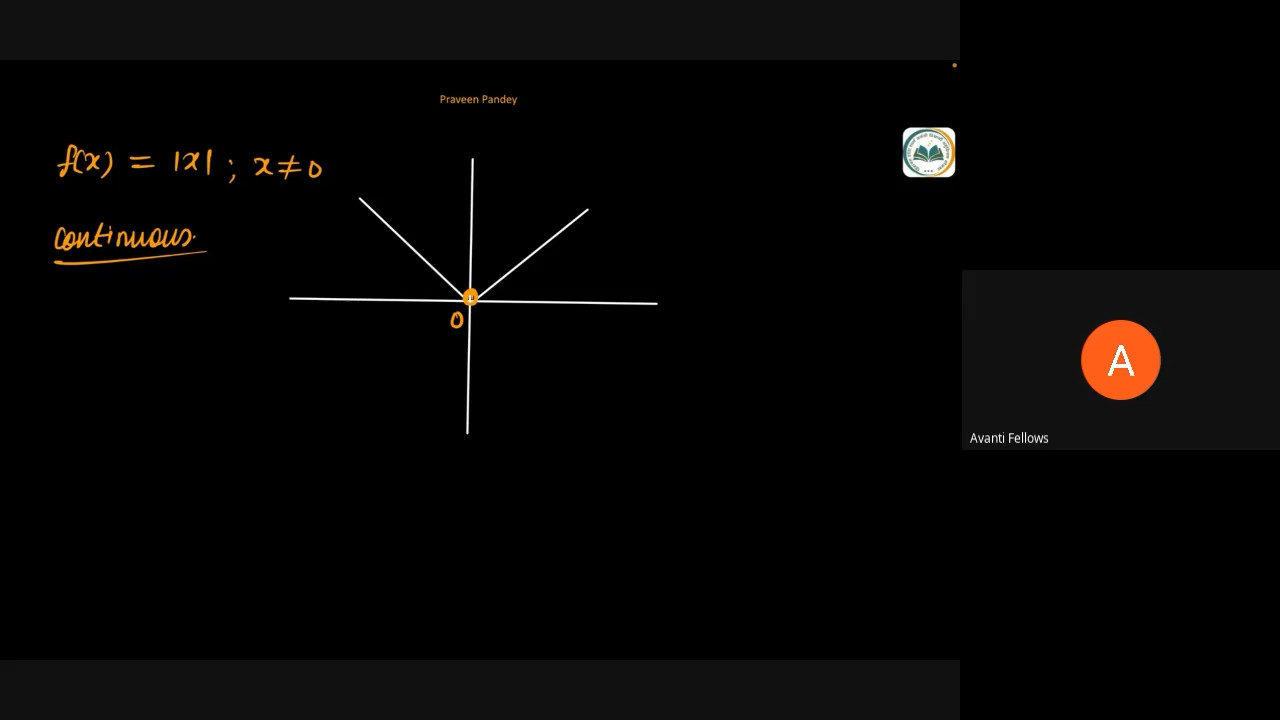 Praveen Pandey
f(x) = |x| ; x ≠ 0
continuous.
0
A
Avanti Fellows